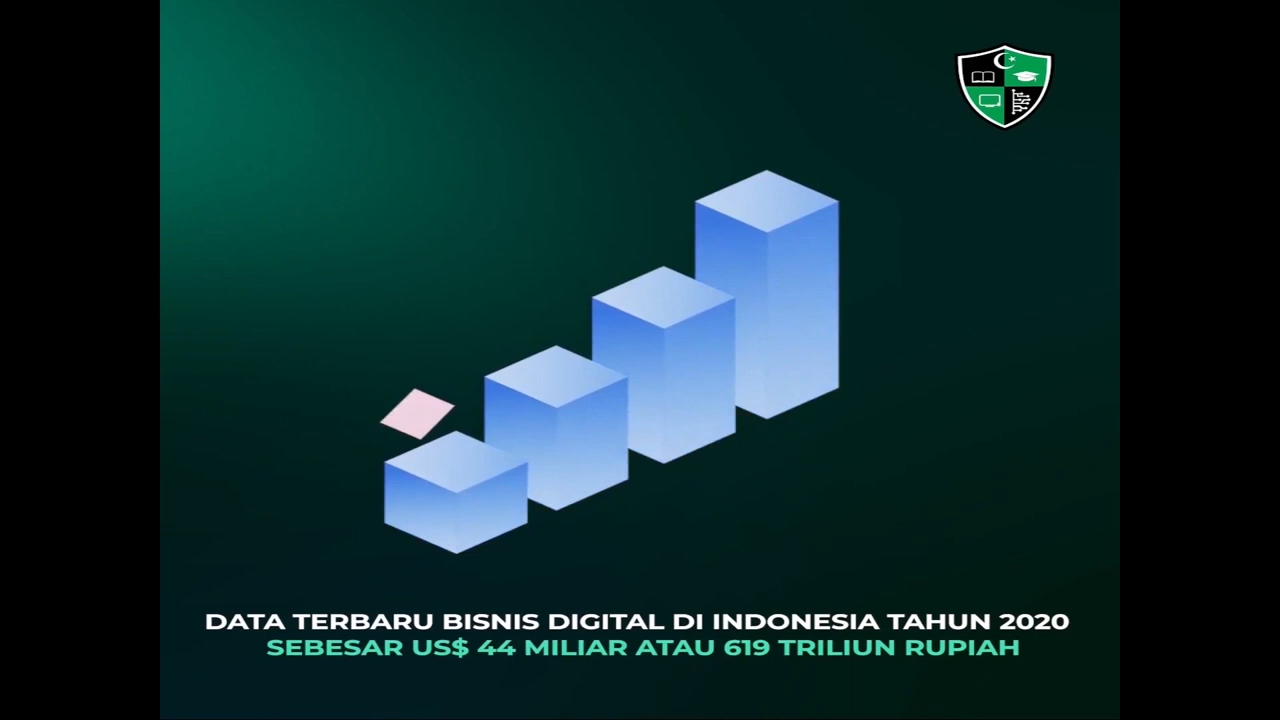 DATA TERBARU BISNIS DIGITAL DI INDONESIA TAHUN 2020
SEBESAR US$ 44 MILIAR ATAU 619 TRILIUN RUPIAH